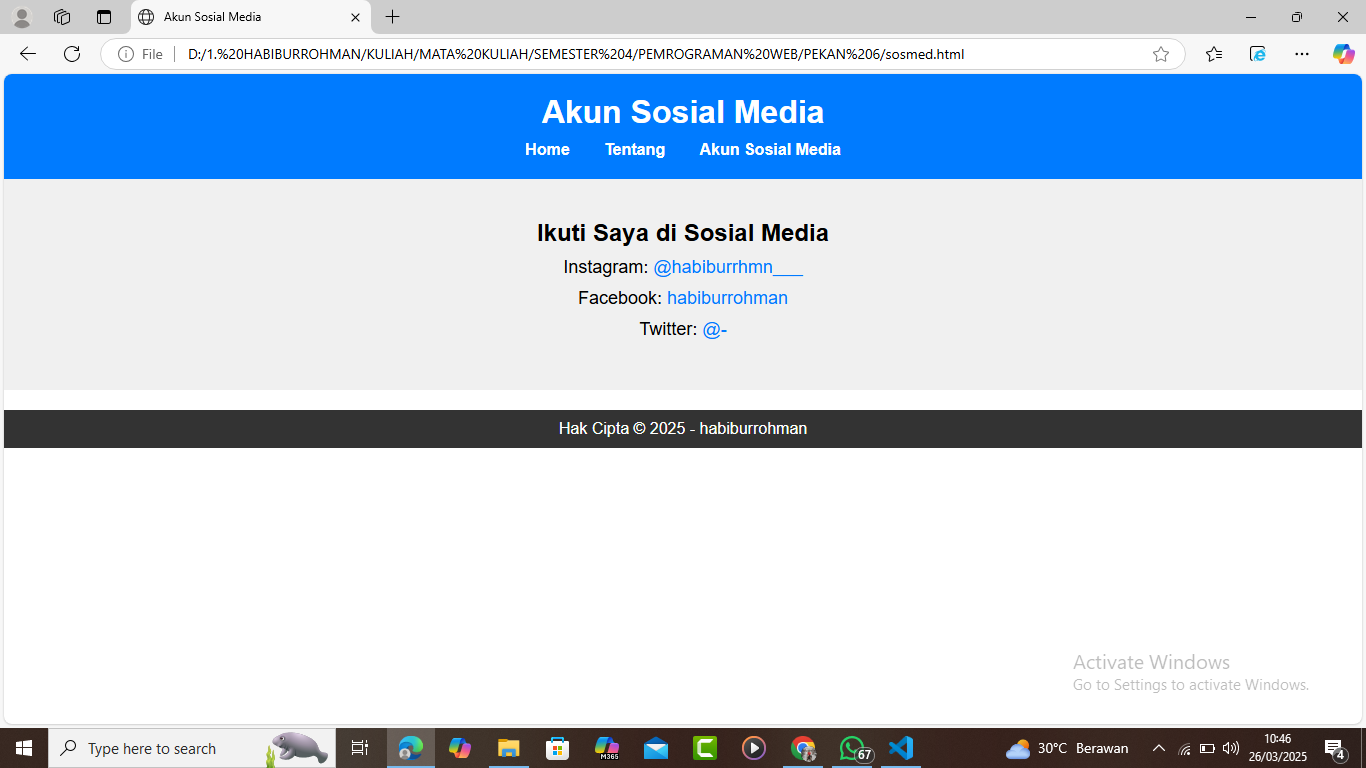 Akun Sosial Media
File
D:/1.%20HABIBURROHMAN/KULIAH/MATA%20KULIAH/SEMESTER%204/PEMROGRAMAN%20WEB/PEKAN%206/sosmed.html
Akun Sosial Media
Home Tentang Akun Sosial Media
Ikuti Saya di Sosial Media
Instagram: @habiburrhmn___
Facebook: habiburrohman
Twitter: @-
Hak Cipta © 2025 - habiburrohman
Activate Windows
Go to Settings to activate Windows.
Type here to search
M365
67
30°C Berawan
10:46
26/03/2025
4